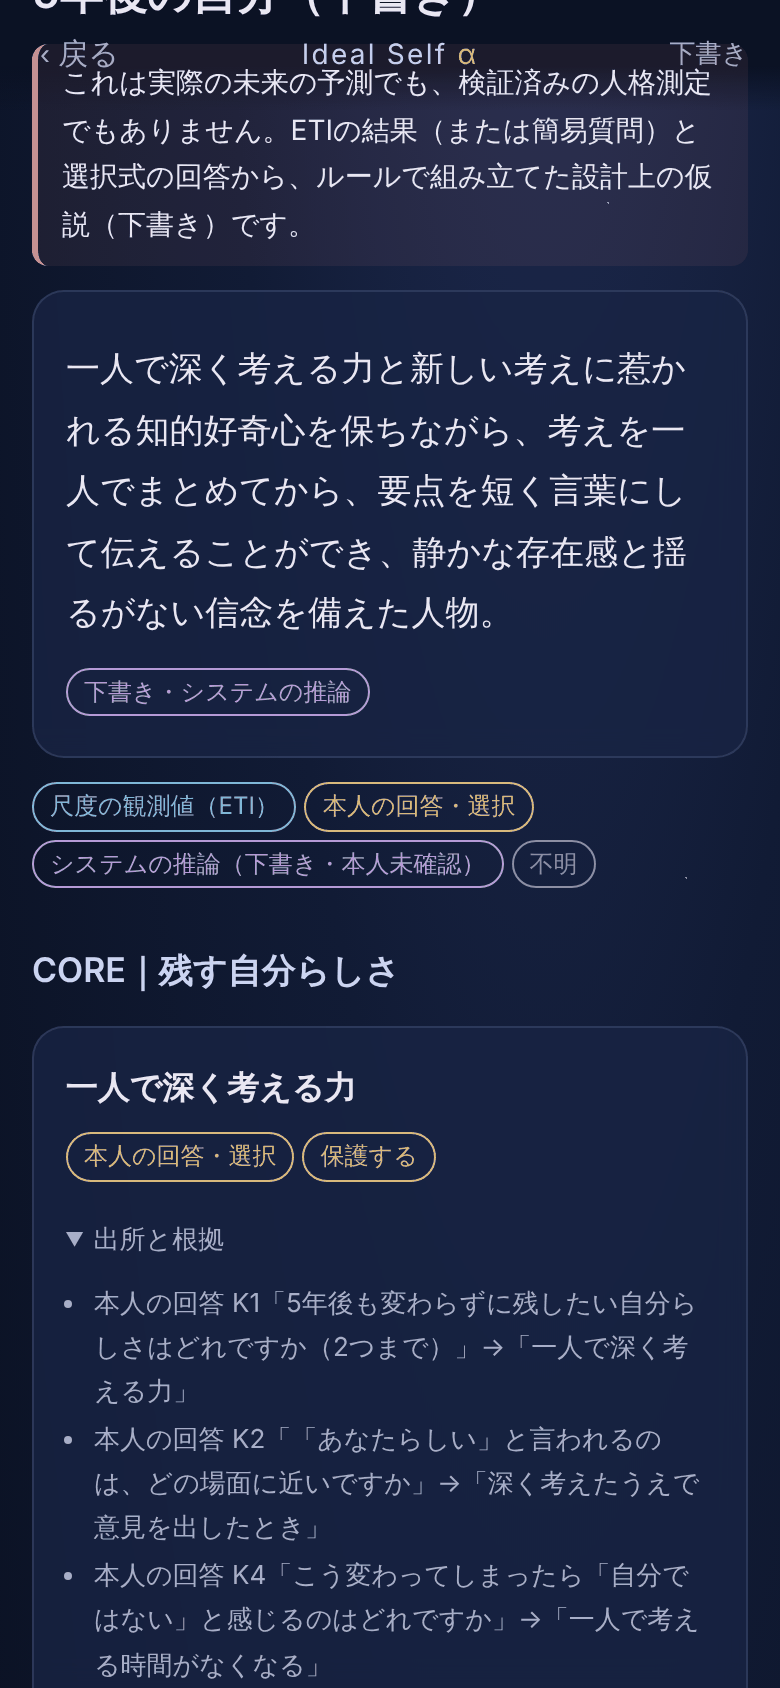 5年後の自分（下書き）
‹ 戻る
Ideal Self α
下書き
これは実際の未来の予測でも、検証済みの人格測定
でもありません。ETIの結果（または簡易質問）と
選択式の回答から、ルールで組み立てた設計上の仮
説（下書き）です。
一人で深く考える力と新しい考えに惹か
れる知的好奇心を保ちながら、考えを一
人でまとめてから、要点を短く言葉にし
て伝えることができ、静かな存在感と揺
るがない信念を備えた人物。
下書き・システムの推論
尺度の観測値（ETI） 本人の回答・選択
システムの推論（下書き・本人未確認） 不明
CORE｜残す自分らしさ
一人で深く考える力
本人の回答・選択 保護する
▼ 出所と根拠
• 本人の回答 K1「5年後も変わらずに残したい自分ら
しさはどれですか（2つまで）」→「一人で深く考
える力」
• 本人の回答 K2「「あなたらしい」と言われるの
は、どの場面に近いですか」→「深く考えたうえで
意見を出したとき」
• 本人の回答 K4「こう変わってしまったら「自分で
はない」と感じるのはどれですか」→「一人で考え
る時間がなくなる」